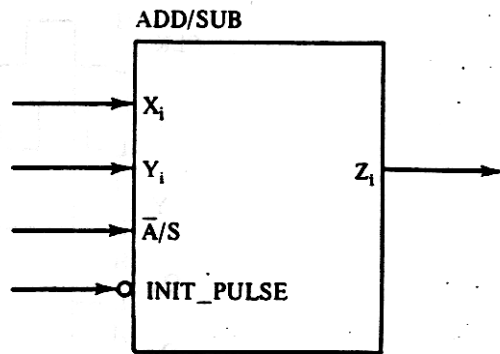 ADD/SUB
Xᵢ
Yᵢ
Zᵢ
A̅/S
INIT_PULSE